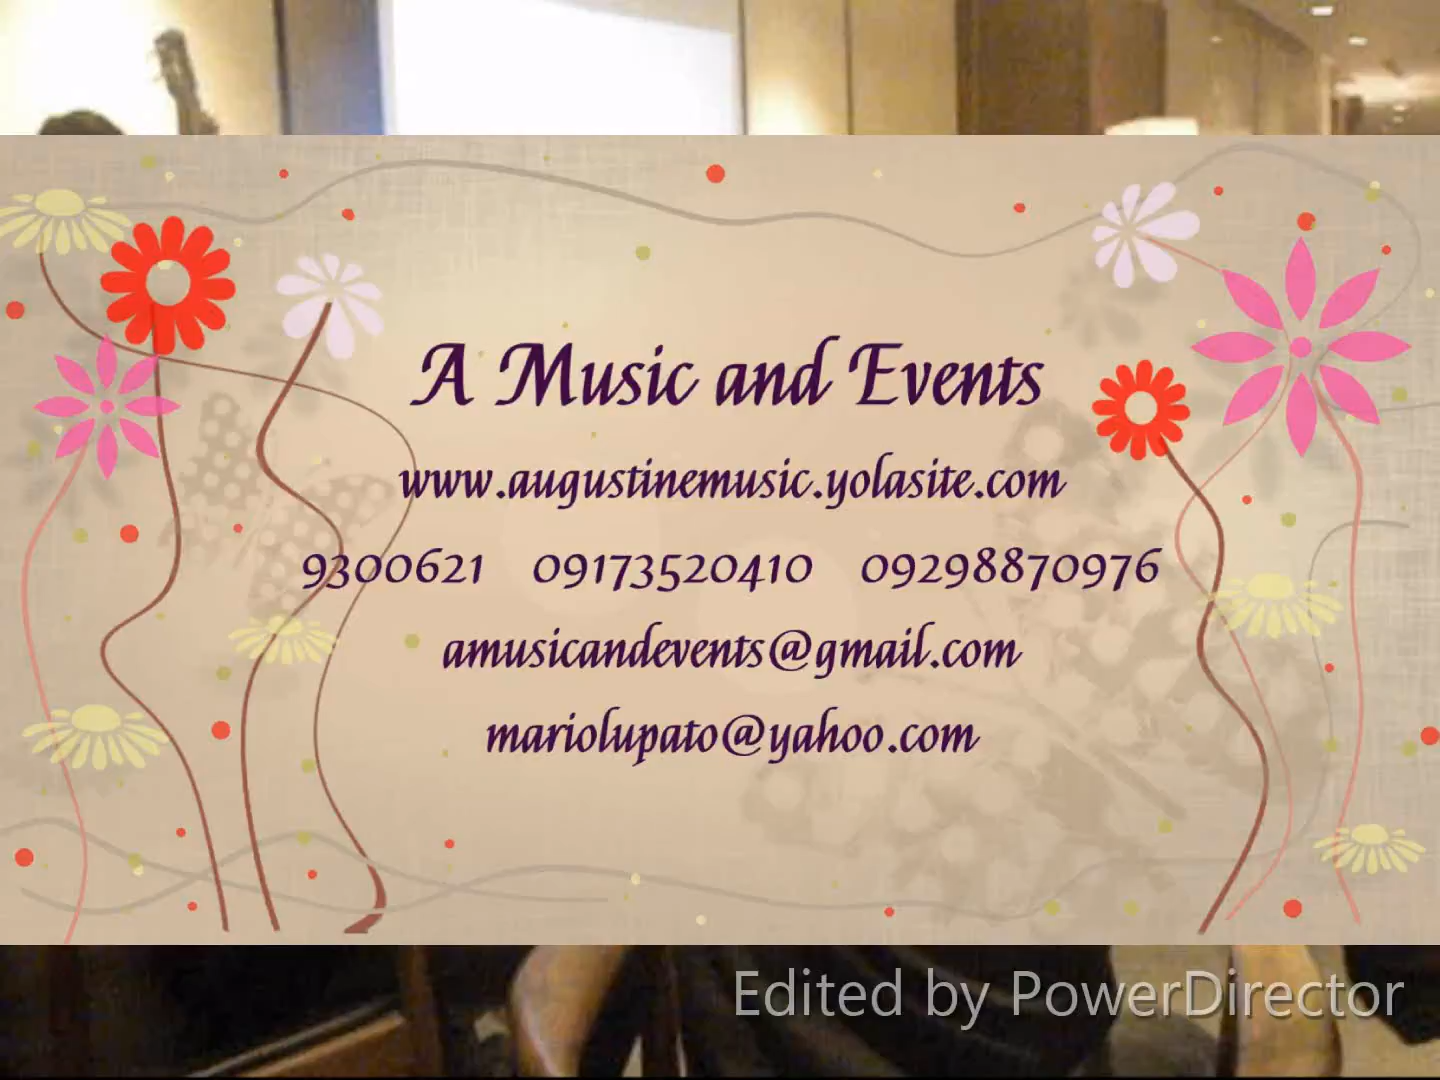 A Music and Events
www.augustinemusic.yolasite.com
9300621 09173520410 09298870976
amusicandevents@gmail.com
mariolupato@yahoo.com
Edited by PowerDirector